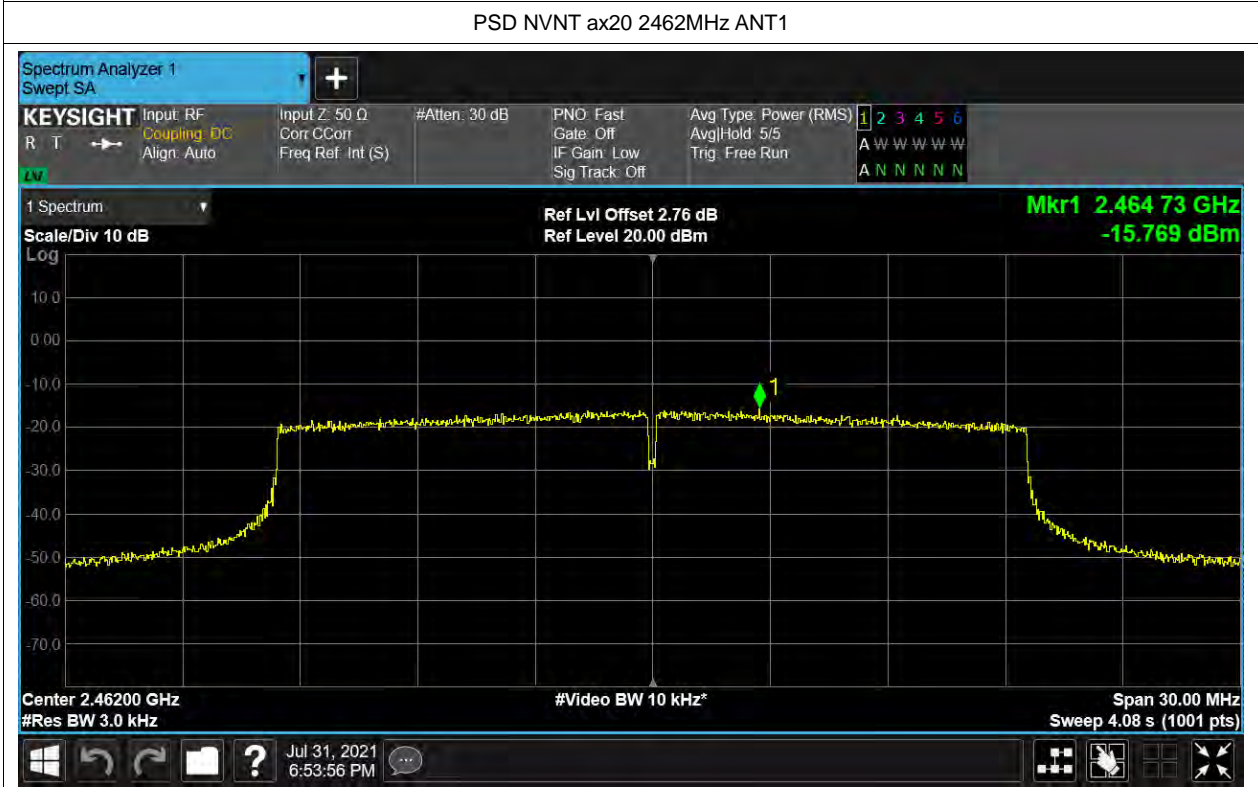 PSD NVNT ax20 2462MHz ANT1
Spectrum Analyzer 1
Swept SA
KEYSIGHT
R T
Input: RF
Coupling: DC
Align: Auto
Input Z: 50 Ω
Corr CCorr
Freq Ref: Int (S)
#Atten: 30 dB
PNO: Fast
Gate: Off
IF Gain: Low
Sig Track: Off
Avg Type: Power (RMS)
Avg|Hold: 5/5
Trig: Free Run
1 2 3 4 5 6
A W W W W W
A N N N N N
1 Spectrum
Scale/Div 10 dB
Ref Lvl Offset 2.76 dB
Ref Level 20.00 dBm
Mkr1 2.464 73 GHz
-15.769 dBm
Log
10.0
0.00
-10.0
-20.0
-30.0
-40.0
-50.0
-60.0
-70.0
1
Center 2.46200 GHz
#Res BW 3.0 kHz
#Video BW 10 kHz*
Span 30.00 MHz
Sweep 4.08 s (1001 pts)
?
Jul 31, 2021
6:53:56 PM